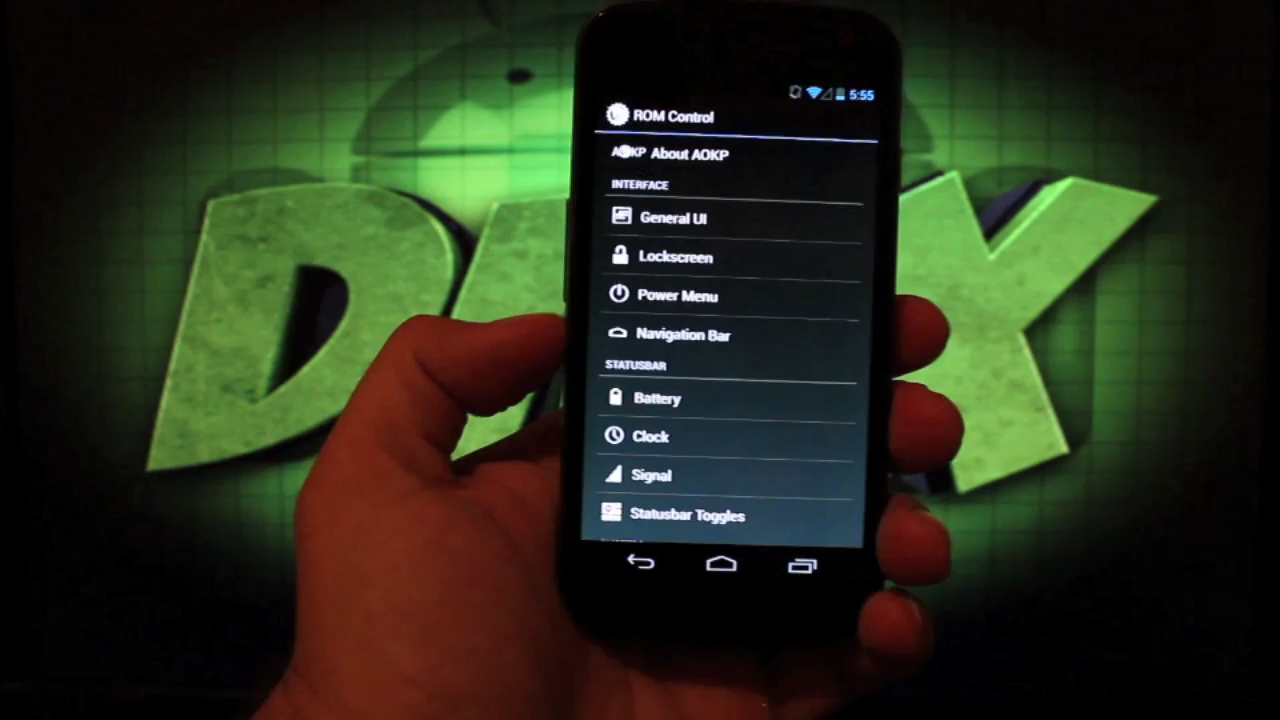 5:55
ROM Control
AOKP About AOKP
INTERFACE
General UI
Lockscreen
Power Menu
Navigation Bar
STATUSBAR
Battery
Clock
Signal
Statusbar Toggles